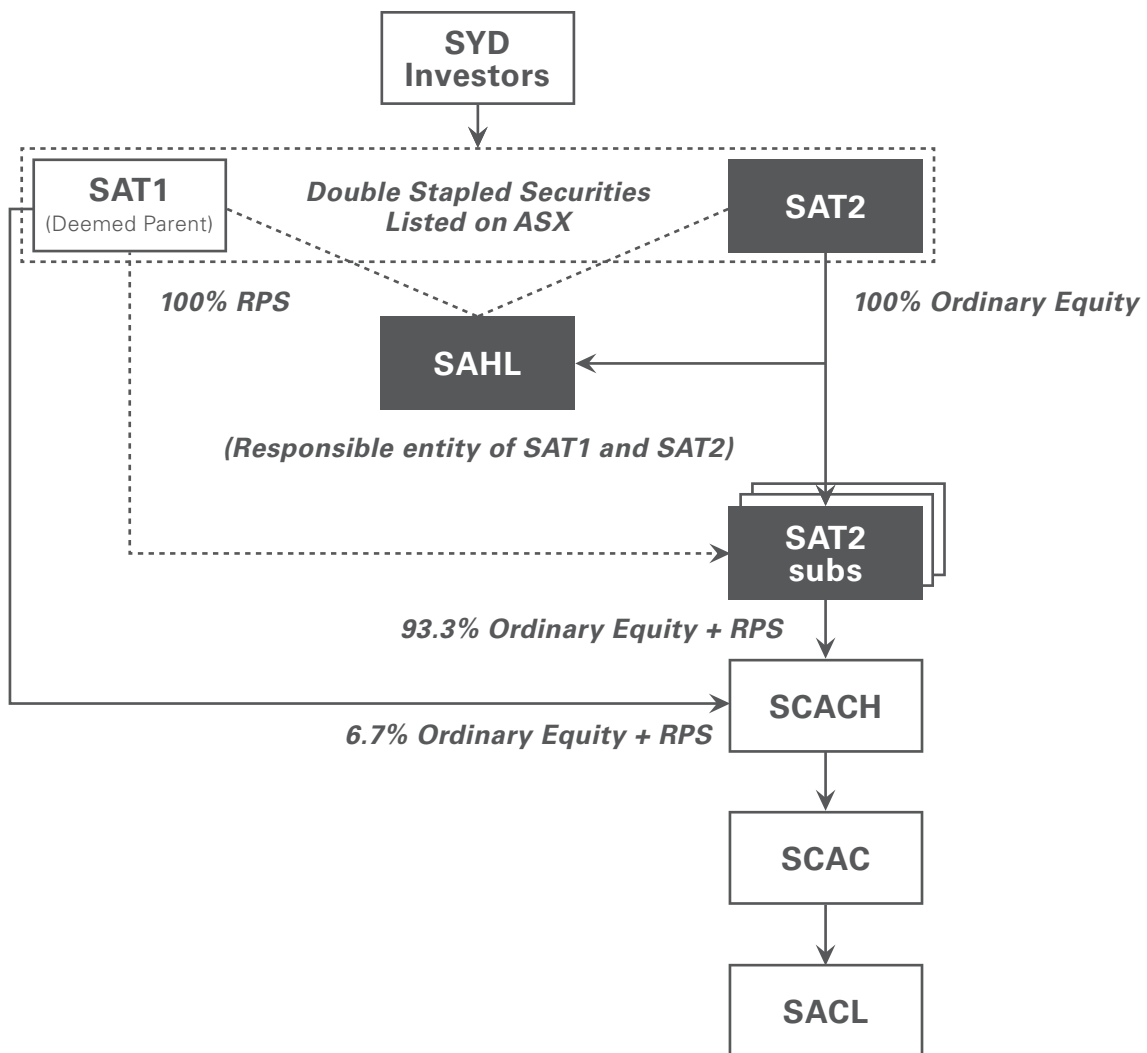 SYD
Investors
SAT1
(Deemed Parent)
Double Stapled Securities
Listed on ASX
SAT2
100% RPS
100% Ordinary Equity
SAHL
(Responsible entity of SAT1 and SAT2)
SAT2
subs
93.3% Ordinary Equity + RPS
SCACH
6.7% Ordinary Equity + RPS
SCAC
SACL